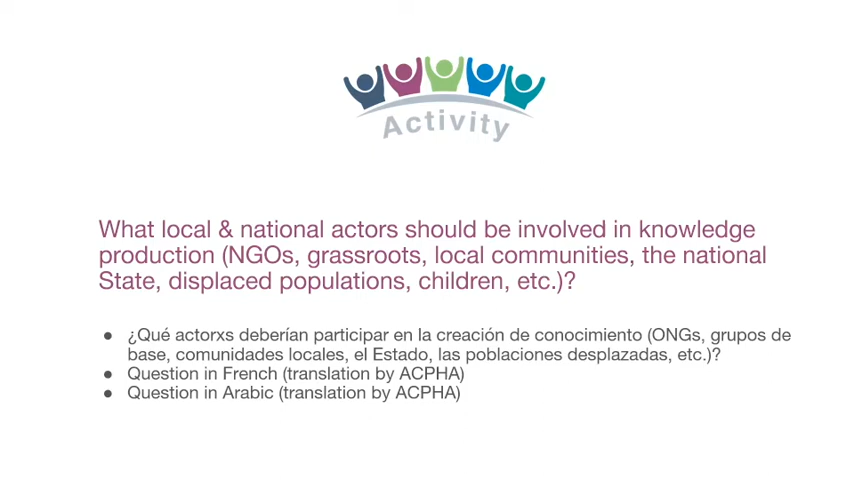 Activity
What local & national actors should be involved in knowledge
production (NGOs, grassroots, local communities, the national
State, displaced populations, children, etc.)?
● ¿Qué actorxs deberían participar en la creación de conocimiento (ONGs, grupos de
base, comunidades locales, el Estado, las poblaciones desplazadas, etc.)?
● Question in French (translation by ACPHA)
● Question in Arabic (translation by ACPHA)